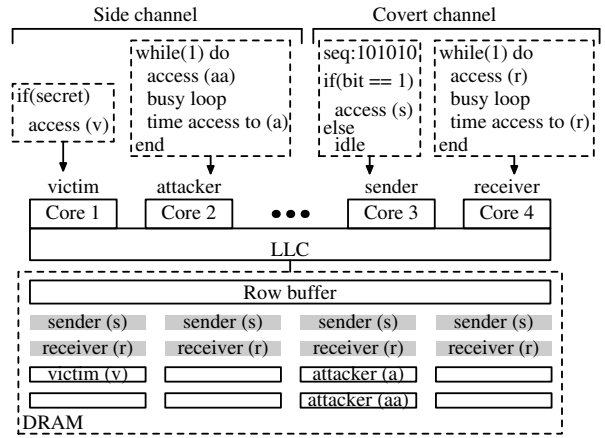 Side channel
Covert channel
if(secret)
access (v)
while(1) do
access (aa)
busy loop
time access to (a)
end
seq:101010
if(bit == 1)
access (s)
else
idle
while(1) do
access (r)
busy loop
time access to (r)
end
victim
attacker
sender
receiver
Core 1
Core 2
Core 3
Core 4
LLC
Row buffer
sender (s) sender (s) sender (s) sender (s)
receiver (r) receiver (r) receiver (r) receiver (r)
victim (v) attacker (a)
attacker (aa)
DRAM